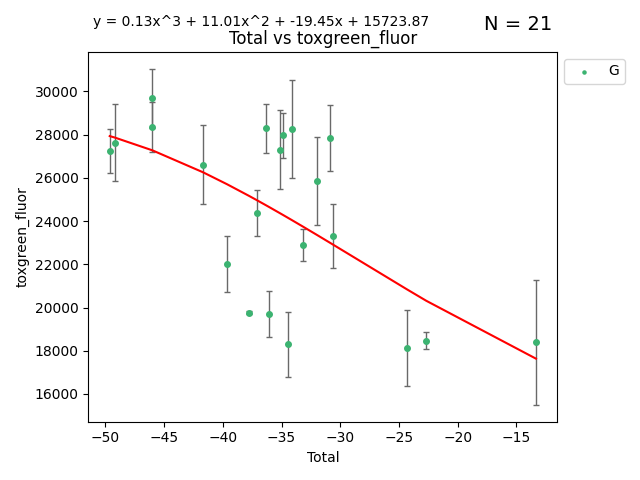 y = 0.13x^3 + 11.01x^2 + -19.45x + 15723.87
N = 21
Total vs toxgreen_fluor
G
30000
28000
26000
24000
22000
20000
18000
16000
toxgreen_fluor
−50
−45
−40
−35
−30
−25
−20
−15
Total